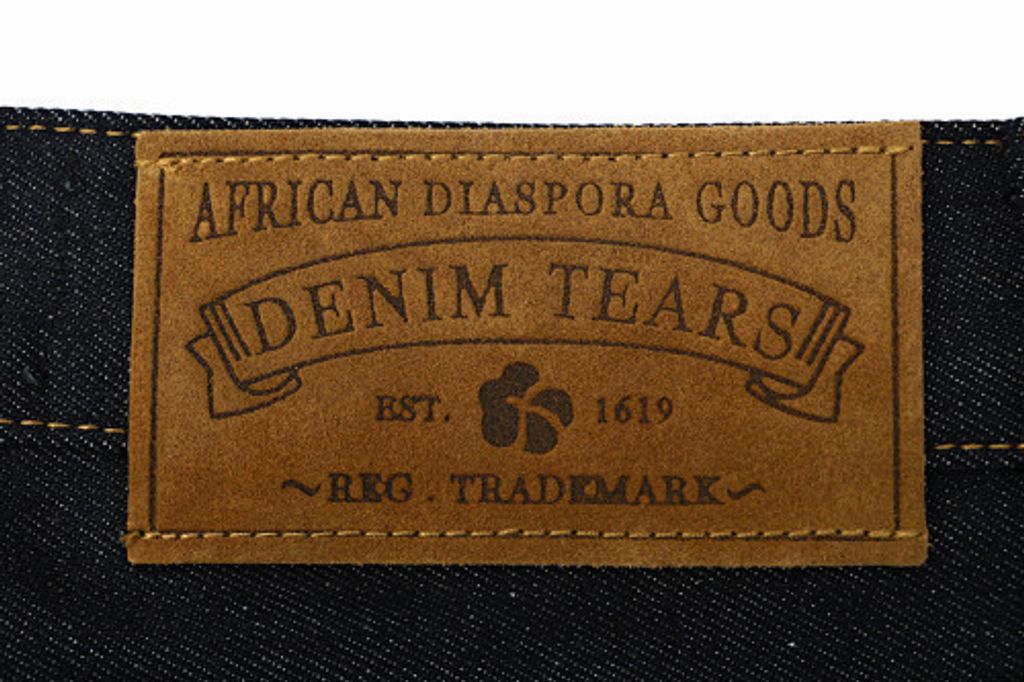 AFRICAN DIASPORA GOODS
DENIM TEARS
EST. 1619
~REG . TRADEMARK~